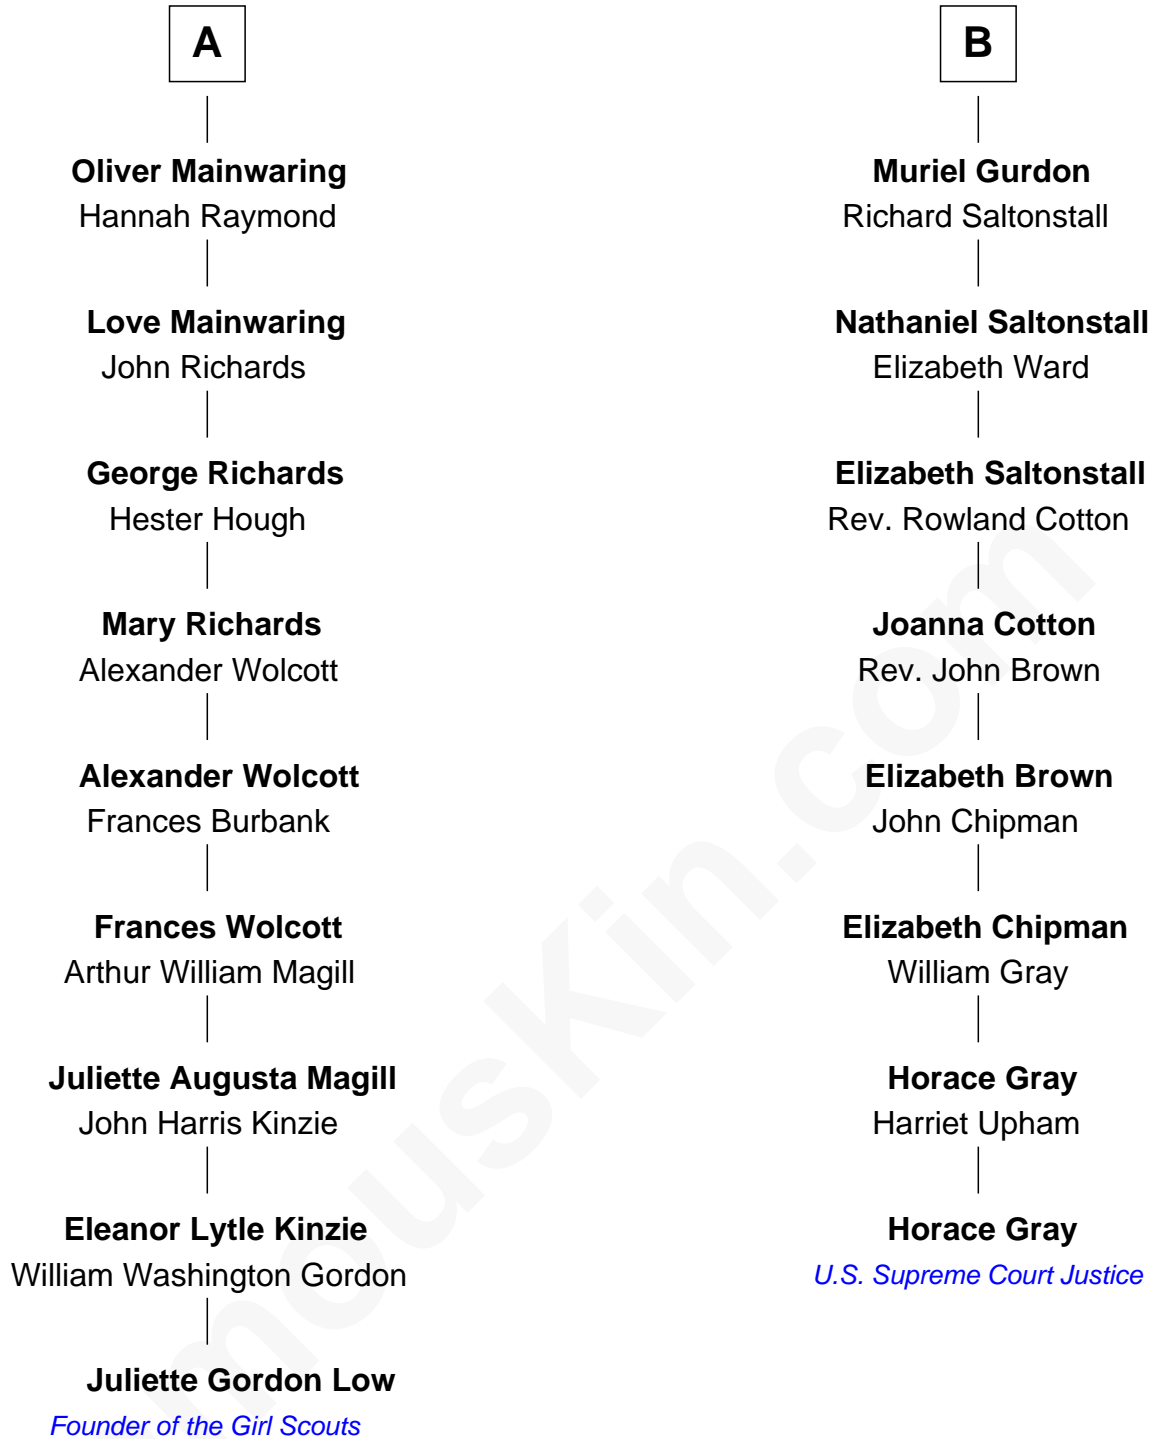 A
Oliver Mainwaring
Hannah Raymond
Love Mainwaring
John Richards
George Richards
Hester Hough
Mary Richards
Alexander Wolcott
Alexander Wolcott
Frances Burbank
Frances Wolcott
Arthur William Magill
Juliette Augusta Magill
John Harris Kinzie
Eleanor Lytle Kinzie
William Washington Gordon
Juliette Gordon Low
Founder of the Girl Scouts
B
Muriel Gurdon
Richard Saltonstall
Nathaniel Saltonstall
Elizabeth Ward
Elizabeth Saltonstall
Rev. Rowland Cotton
Joanna Cotton
Rev. John Brown
Elizabeth Brown
John Chipman
Elizabeth Chipman
William Gray
Horace Gray
Harriet Upham
Horace Gray
U.S. Supreme Court Justice
mousKin.com